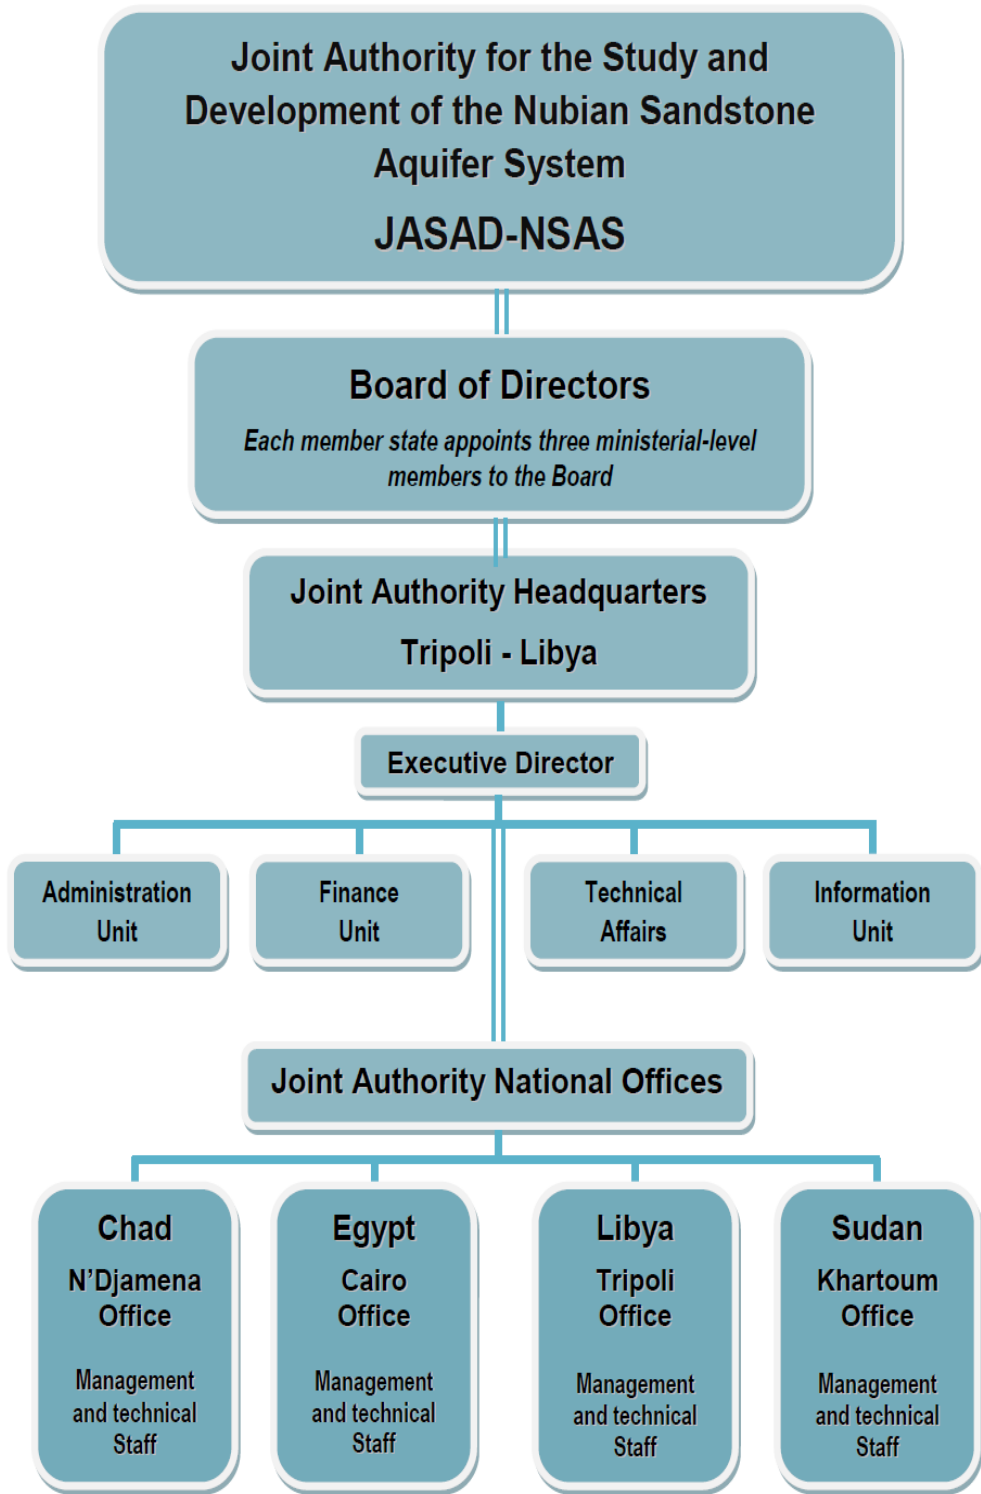 Joint Authority for the Study and
Development of the Nubian Sandstone
Aquifer System
JASAD-NSAS
Board of Directors
Each member state appoints three ministerial-level
members to the Board
Joint Authority Headquarters
Tripoli - Libya
Executive Director
Administration
Unit
Finance
Unit
Technical
Affairs
Information
Unit
Joint Authority National Offices
Chad
N’Djamena
Office
Management
and technical
Staff
Egypt
Cairo
Office
Management
and technical
Staff
Libya
Tripoli
Office
Management
and technical
Staff
Sudan
Khartoum
Office
Management
and technical
Staff